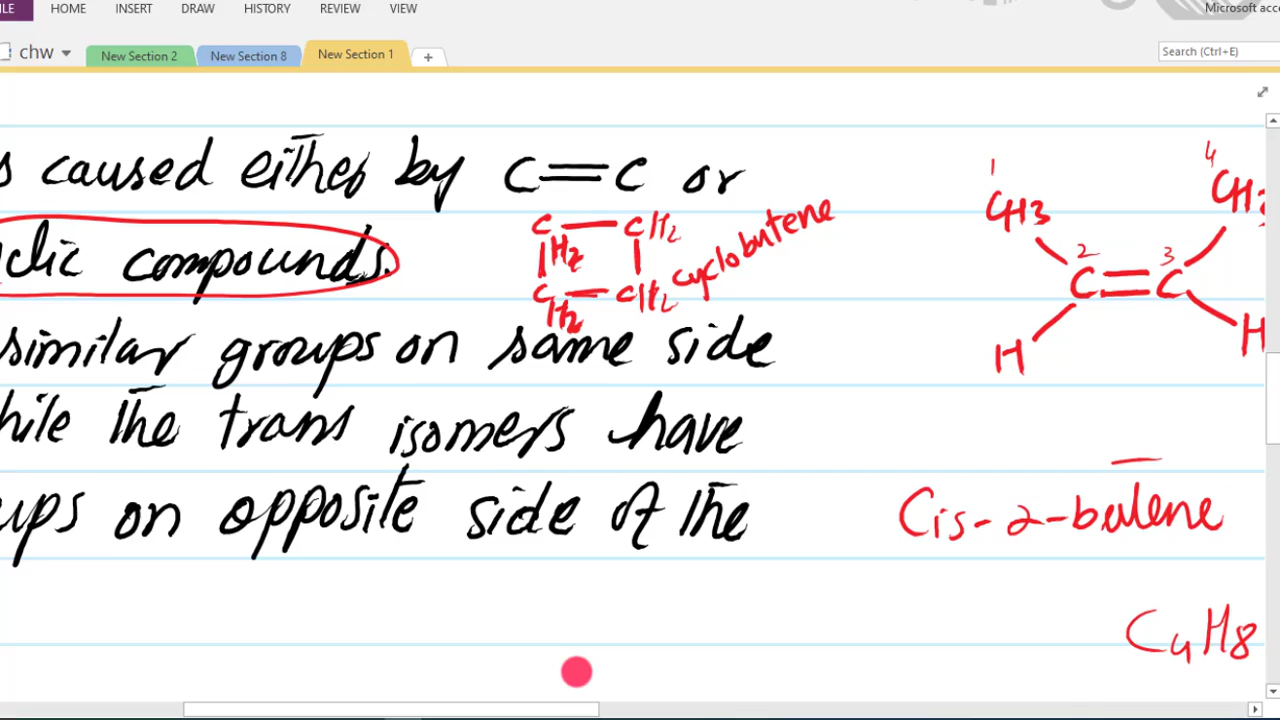 ILE HOME INSERT DRAW HISTORY REVIEW VIEW Microsoft acc
chw New Section 2 New Section 8 New Section 1 + Search (Ctrl+E)
s caused either by C=C or
clic compounds.
C — CH2
H2
C — CH2
H2
cyclobutene
similar groups on same side
hile the trans isomers have
ups on opposite side of the
1 4
CH3 CH3
2 3
C=C
H H
Cis-2-butene
C4H8